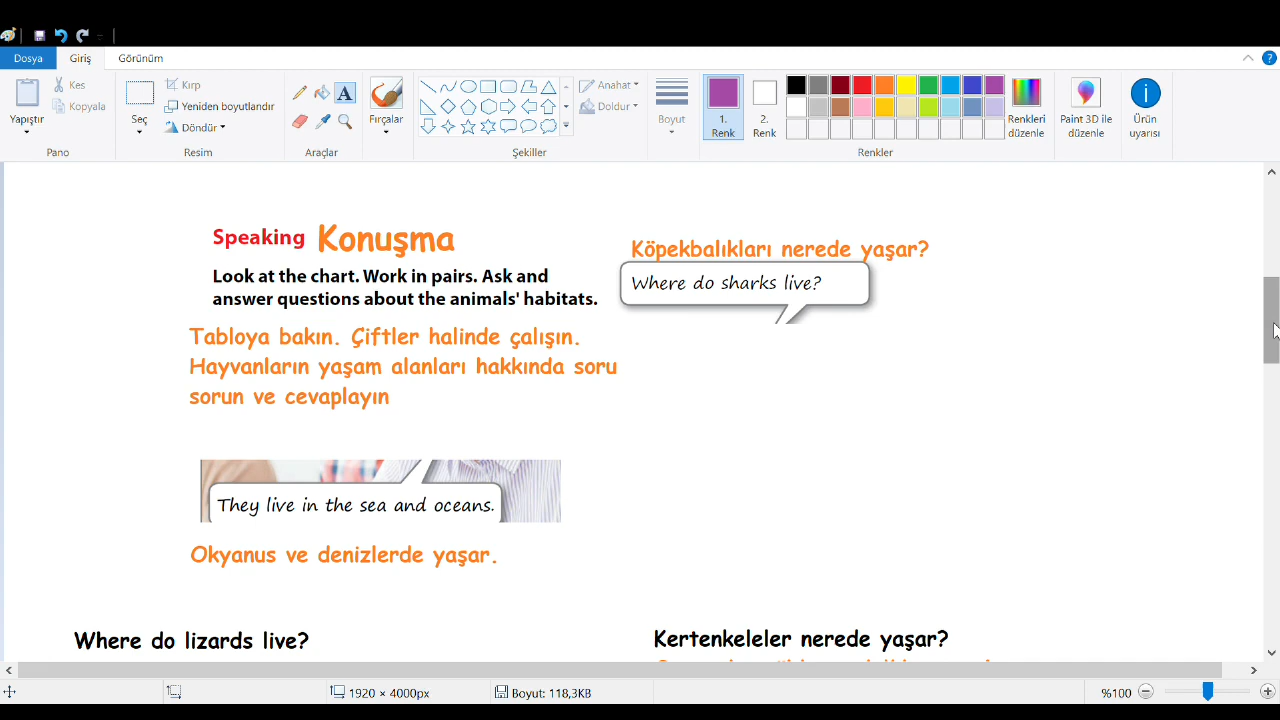 Dosya Giriş Görünüm
Yapıştır
Kes
Kopyala
Pano
Seç
Kırp
Yeniden boyutlandır
Döndür
Resim
A
Araçlar
Fırçalar
Şekiller
Anahat
Doldur
Boyut
1.
Renk
2.
Renk
Renkler
Renkleri
düzenle
Paint 3D ile
düzenle
Ürün
uyarısı
Speaking Konuşma
Look at the chart. Work in pairs. Ask and
answer questions about the animals' habitats.
Tabloya bakın. Çiftler halinde çalışın.
Hayvanların yaşam alanları hakkında soru
sorun ve cevaplayın
Köpekbalıkları nerede yaşar?
Where do sharks live?
They live in the sea and oceans.
Okyanus ve denizlerde yaşar.
Where do lizards live?
Kertenkeleler nerede yaşar?
1920 × 4000px
Boyut: 118,3KB
%100